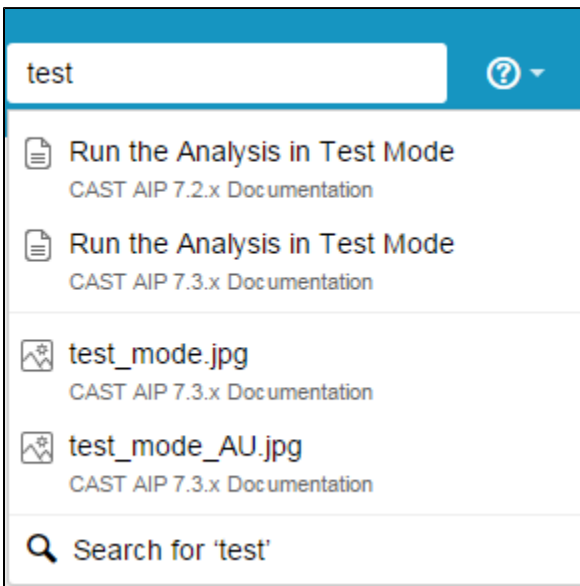 test
Run the Analysis in Test Mode
CAST AIP 7.2.x Documentation
Run the Analysis in Test Mode
CAST AIP 7.3.x Documentation
test_mode.jpg
CAST AIP 7.3.x Documentation
test_mode_AU.jpg
CAST AIP 7.3.x Documentation
Search for ‘test’